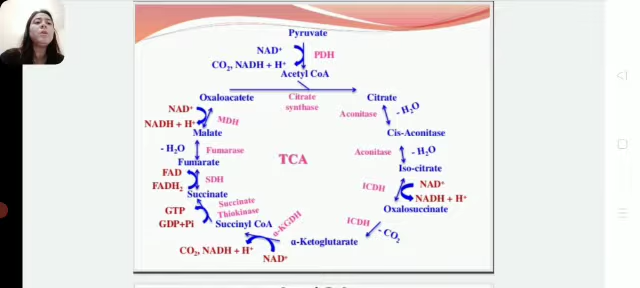 Pyruvate
NAD⁺
PDH
CO₂, NADH + H⁺
Acetyl CoA
Oxaloacetete
Citrate synthase
Citrate
NAD⁺
MDH
NADH + H⁺
Malate
Aconitase
- H₂O
Cis-Aconitase
- H₂O
Fumarase
Fumarate
TCA
Aconitase
- H₂O
Iso-citrate
FAD
SDH
FADH₂
Succinate
ICDH
NAD⁺
NADH + H⁺
Oxalosuccinate
GTP
Succinate Thiokinase
GDP+Pi
Succinyl CoA
ICDH
- CO₂
α-KGDH
α-Ketoglutarate
CO₂, NADH + H⁺
NAD⁺